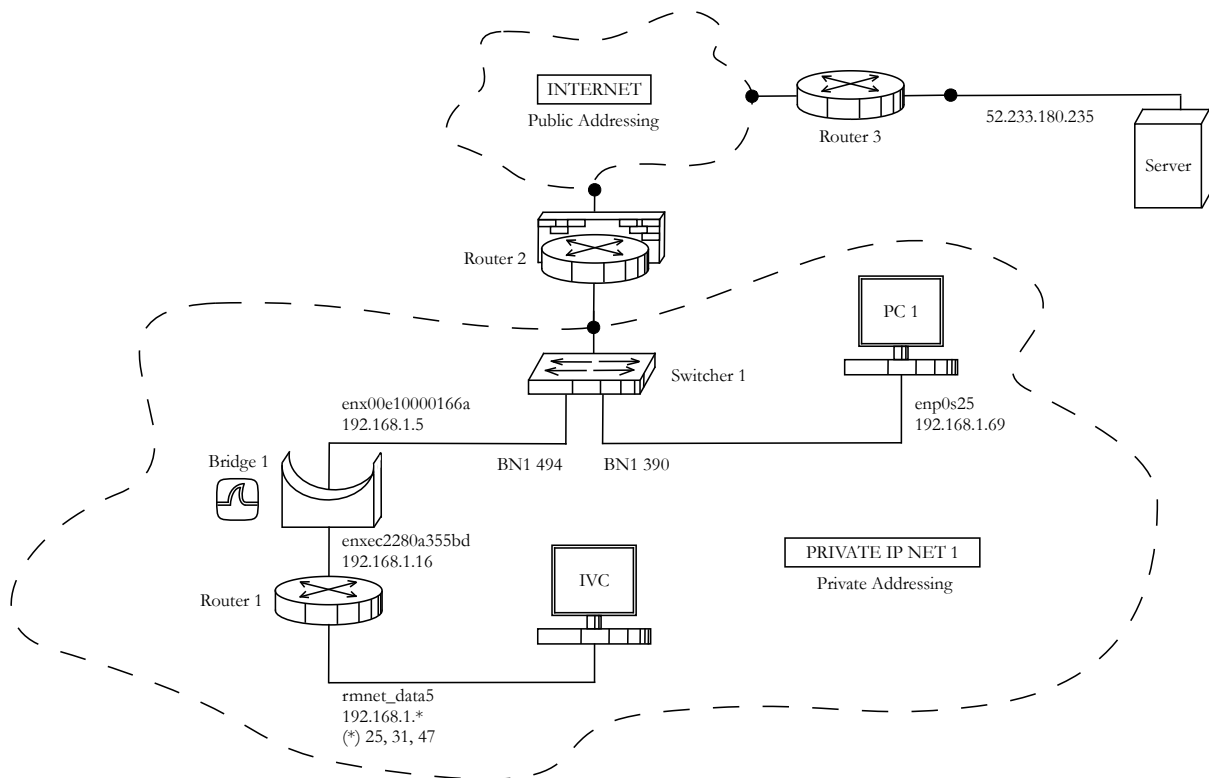 INTERNET
Public Addressing
Router 3
52.233.180.235
Server
Router 2
PC 1
Switcher 1
enx00e10000166a
192.168.1.5
enp0s25
192.168.1.69
Bridge 1
BN1 494
BN1 390
enxec2280a355bd
192.168.1.16
PRIVATE IP NET 1
Private Addressing
IVC
Router 1
rmnet_data5
192.168.1.*
(*) 25, 31, 47